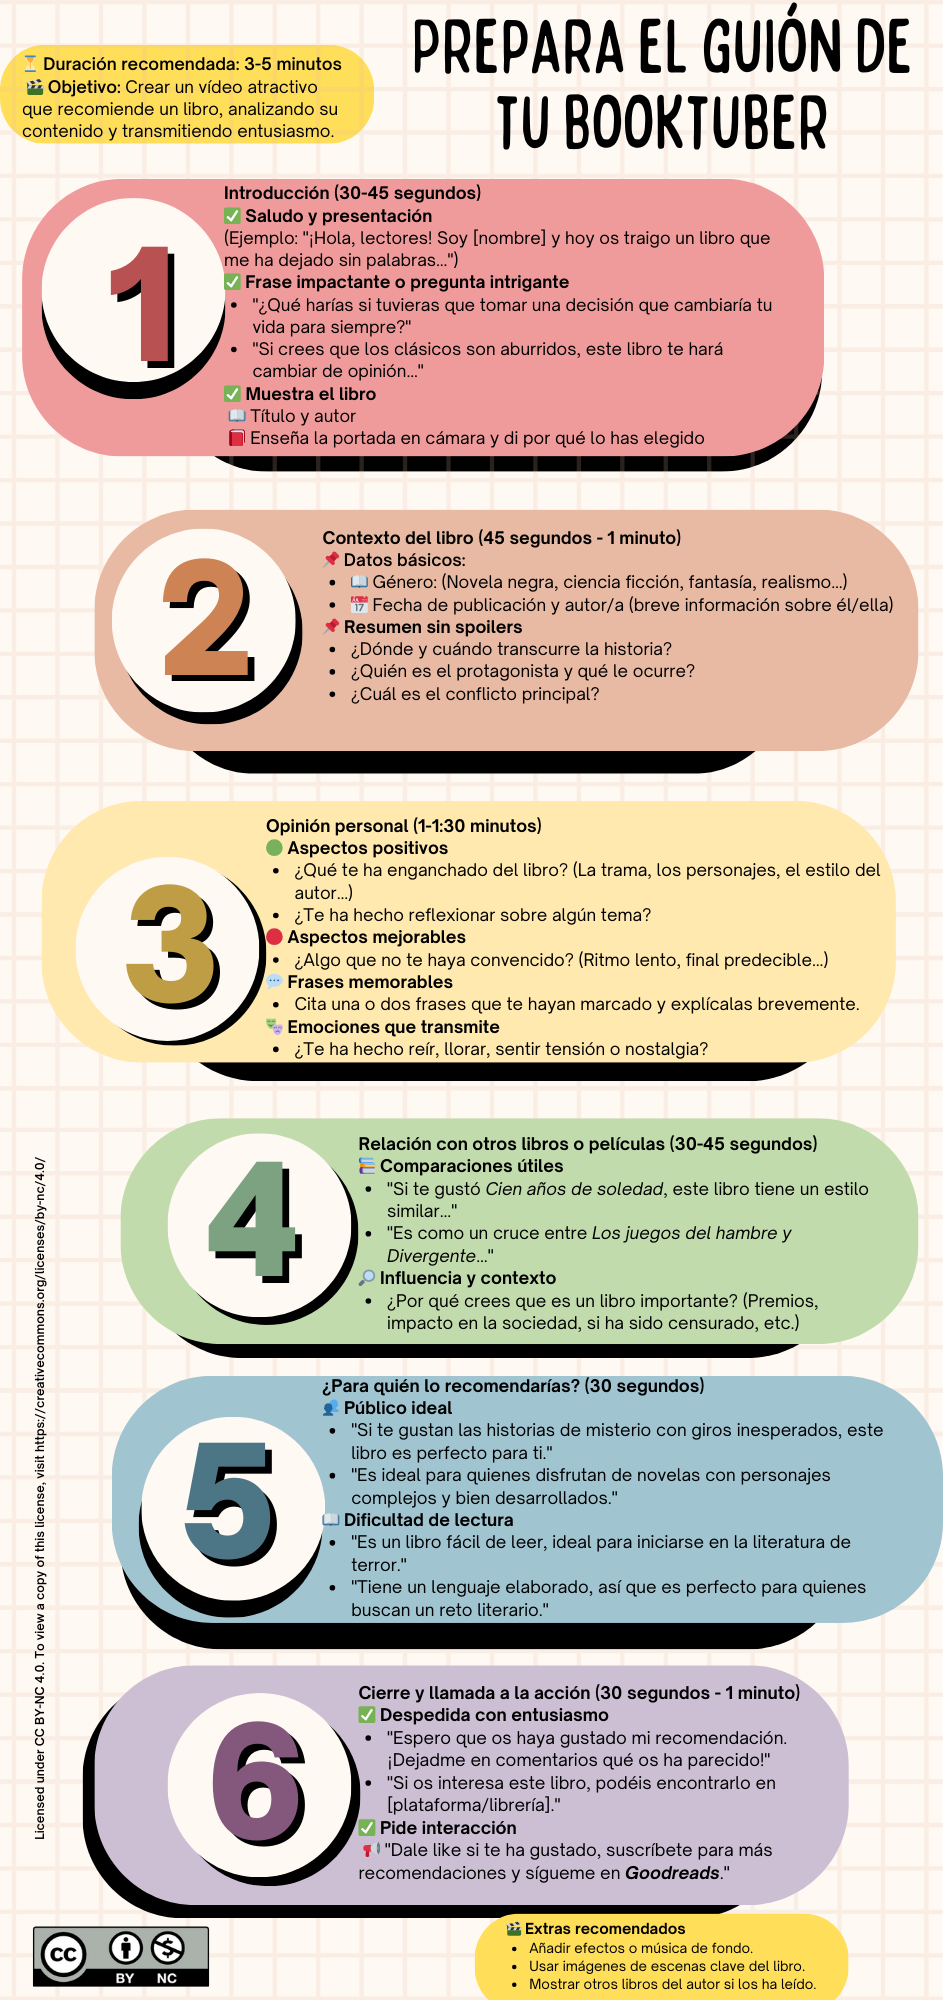 PREPARA EL GUIÓN DE
TU BOOKTUBER
⏳ Duración recomendada: 3-5 minutos
🎬 Objetivo: Crear un vídeo atractivo
que recomiende un libro, analizando su
contenido y transmitiendo entusiasmo.
1
Introducción (30-45 segundos)
✅ Saludo y presentación
(Ejemplo: "¡Hola, lectores! Soy [nombre] y hoy os traigo un libro que
me ha dejado sin palabras...")
✅ Frase impactante o pregunta intrigante
• "¿Qué harías si tuvieras que tomar una decisión que cambiaría tu
vida para siempre?"
• "Si crees que los clásicos son aburridos, este libro te hará
cambiar de opinión..."
✅ Muestra el libro
📖 Título y autor
📕 Enseña la portada en cámara y di por qué lo has elegido
2
Contexto del libro (45 segundos - 1 minuto)
📌 Datos básicos:
• 📖 Género: (Novela negra, ciencia ficción, fantasía, realismo...)
• 📅 Fecha de publicación y autor/a (breve información sobre él/ella)
📌 Resumen sin spoilers
• ¿Dónde y cuándo transcurre la historia?
• ¿Quién es el protagonista y qué le ocurre?
• ¿Cuál es el conflicto principal?
3
Opinión personal (1-1:30 minutos)
🟢 Aspectos positivos
• ¿Qué te ha enganchado del libro? (La trama, los personajes, el estilo del
autor...)
• ¿Te ha hecho reflexionar sobre algún tema?
🔴 Aspectos mejorables
• ¿Algo que no te haya convencido? (Ritmo lento, final predecible...)
💬 Frases memorables
• Cita una o dos frases que te hayan marcado y explícalas brevemente.
🎭 Emociones que transmite
• ¿Te ha hecho reír, llorar, sentir tensión o nostalgia?
4
Relación con otros libros o películas (30-45 segundos)
📚 Comparaciones útiles
• "Si te gustó Cien años de soledad, este libro tiene un estilo
similar..."
• "Es como un cruce entre Los juegos del hambre y
Divergente..."
🔎 Influencia y contexto
• ¿Por qué crees que es un libro importante? (Premios,
impacto en la sociedad, si ha sido censurado, etc.)
5
¿Para quién lo recomendarías? (30 segundos)
👥 Público ideal
• "Si te gustan las historias de misterio con giros inesperados, este
libro es perfecto para ti."
• "Es ideal para quienes disfrutan de novelas con personajes
complejos y bien desarrollados."
📖 Dificultad de lectura
• "Es un libro fácil de leer, ideal para iniciarse en la literatura de
terror."
• "Tiene un lenguaje elaborado, así que es perfecto para quienes
buscan un reto literario."
6
Cierre y llamada a la acción (30 segundos - 1 minuto)
✅ Despedida con entusiasmo
• "Espero que os haya gustado mi recomendación.
¡Dejadme en comentarios qué os ha parecido!"
• "Si os interesa este libro, podéis encontrarlo en
[plataforma/librería]."
✅ Pide interacción
📢 "Dale like si te ha gustado, suscríbete para más
recomendaciones y sígueme en Goodreads."
🎬 Extras recomendados
• Añadir efectos o música de fondo.
• Usar imágenes de escenas clave del libro.
• Mostrar otros libros del autor si los ha leído.
Licensed under CC BY-NC 4.0. To view a copy of this license, visit https://creativecommons.org/licenses/by-nc/4.0/
CC
BY NC